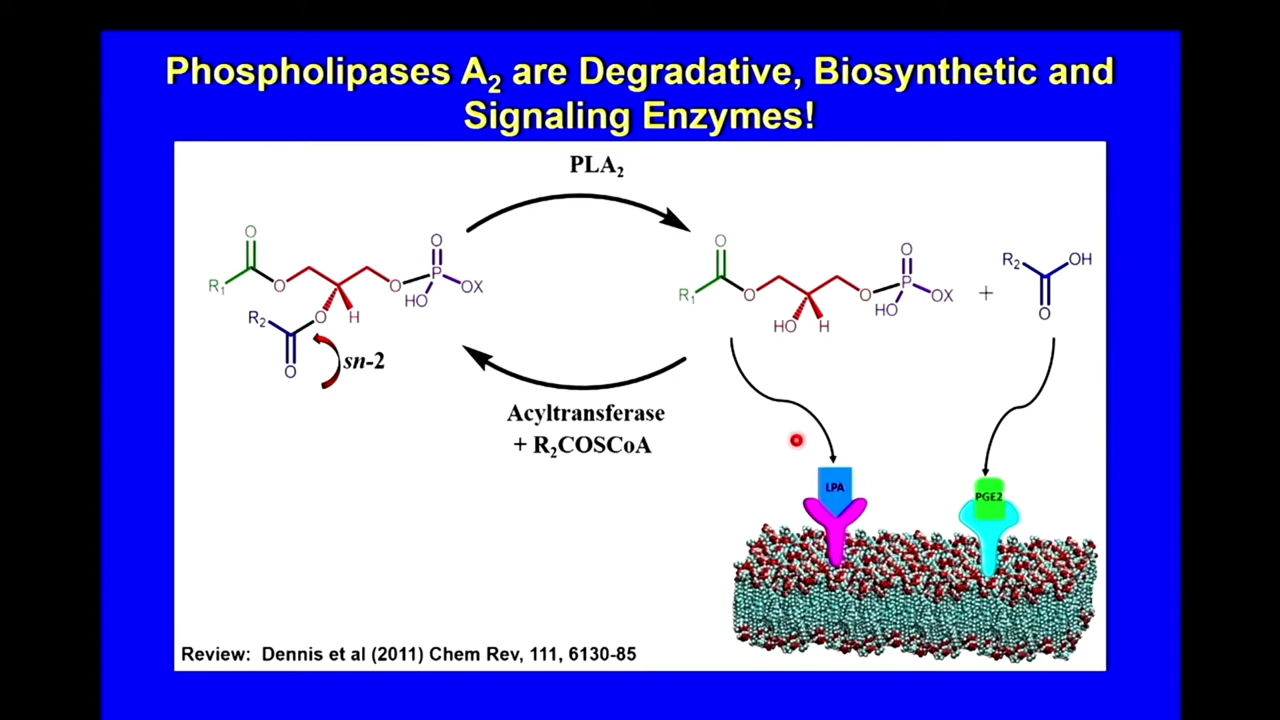 Phospholipases A₂ are Degradative, Biosynthetic and
Signaling Enzymes!
PLA₂
O
R₁
O
O
P
O
HO
OX
R₂
O
H
O
sn-2
O
R₁
O
HO
H
O
P
O
HO
OX
+
R₂
OH
O
Acyltransferase
+ R₂COSCoA
LPA
PGE2
Review: Dennis et al (2011) Chem Rev, 111, 6130-85